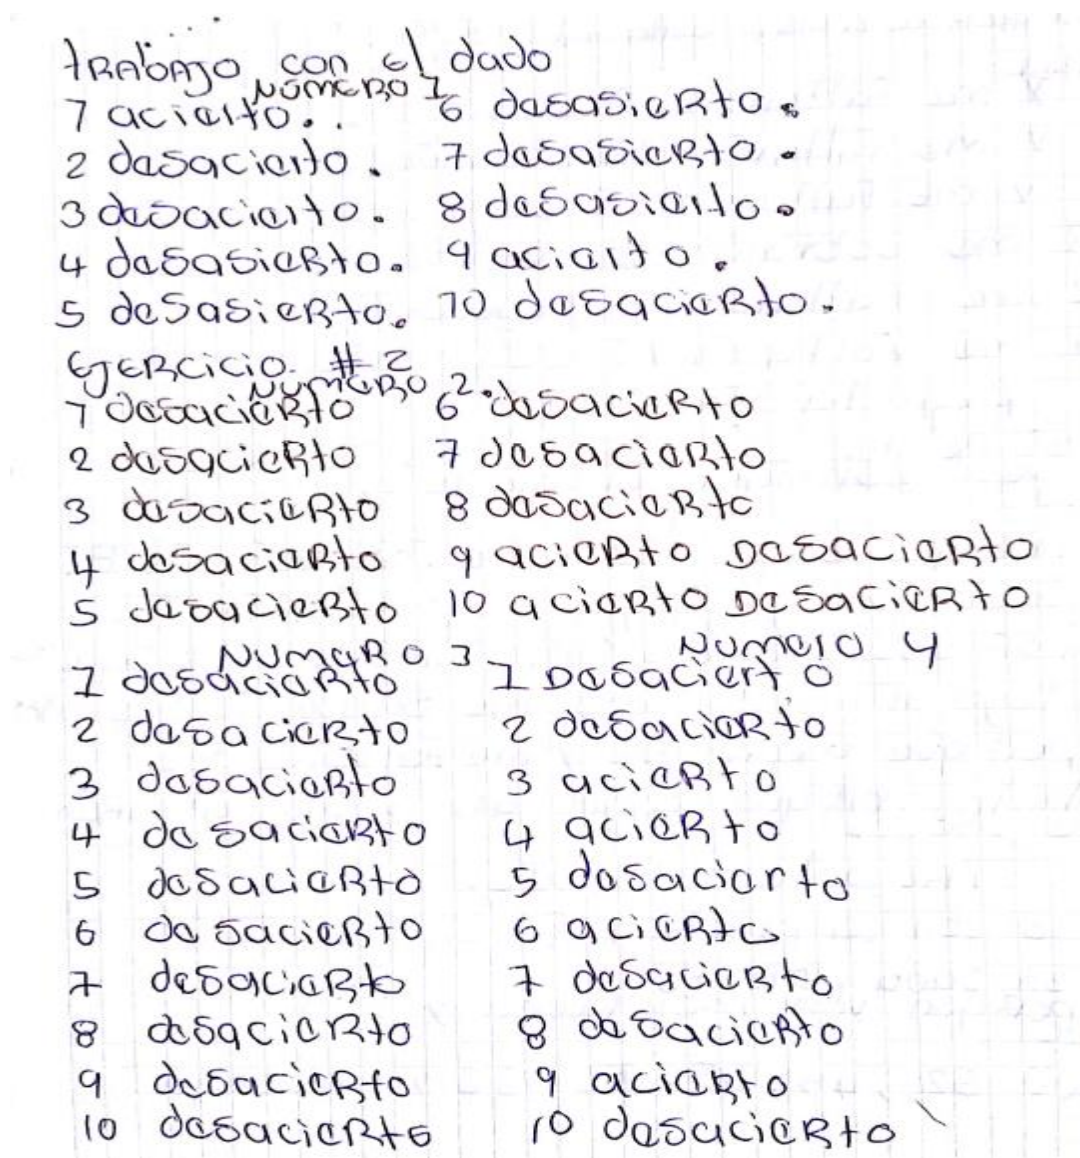 trabajo con el dado
Número 1
1 acierto.. 6 desasierto.
2 desacierto. 7 desasierto.
3 desacierto. 8 desasierto.
4 desasierto. 9 acierto.
5 desasierto. 10 desacierto.
Ejercicio. # 2
Numero 2.
1 desacierto 6 desacierto
2 desacierto 7 desacierto
3 desacierto 8 desacierto
4 desacierto 9 acierto Desacierto
5 desacierto 10 acierto Desacierto
Numero 3 Numero 4
1 desacierto 1 Desacierto
2 desacierto 2 desacierto
3 desacierto 3 acierto
4 desacierto 4 acierto
5 desacierto 5 desacierto
6 desacierto 6 acierto
7 desacierto 7 desacierto
8 desacierto 8 desacierto
9 desacierto 9 acierto
10 desacierto 10 desacierto